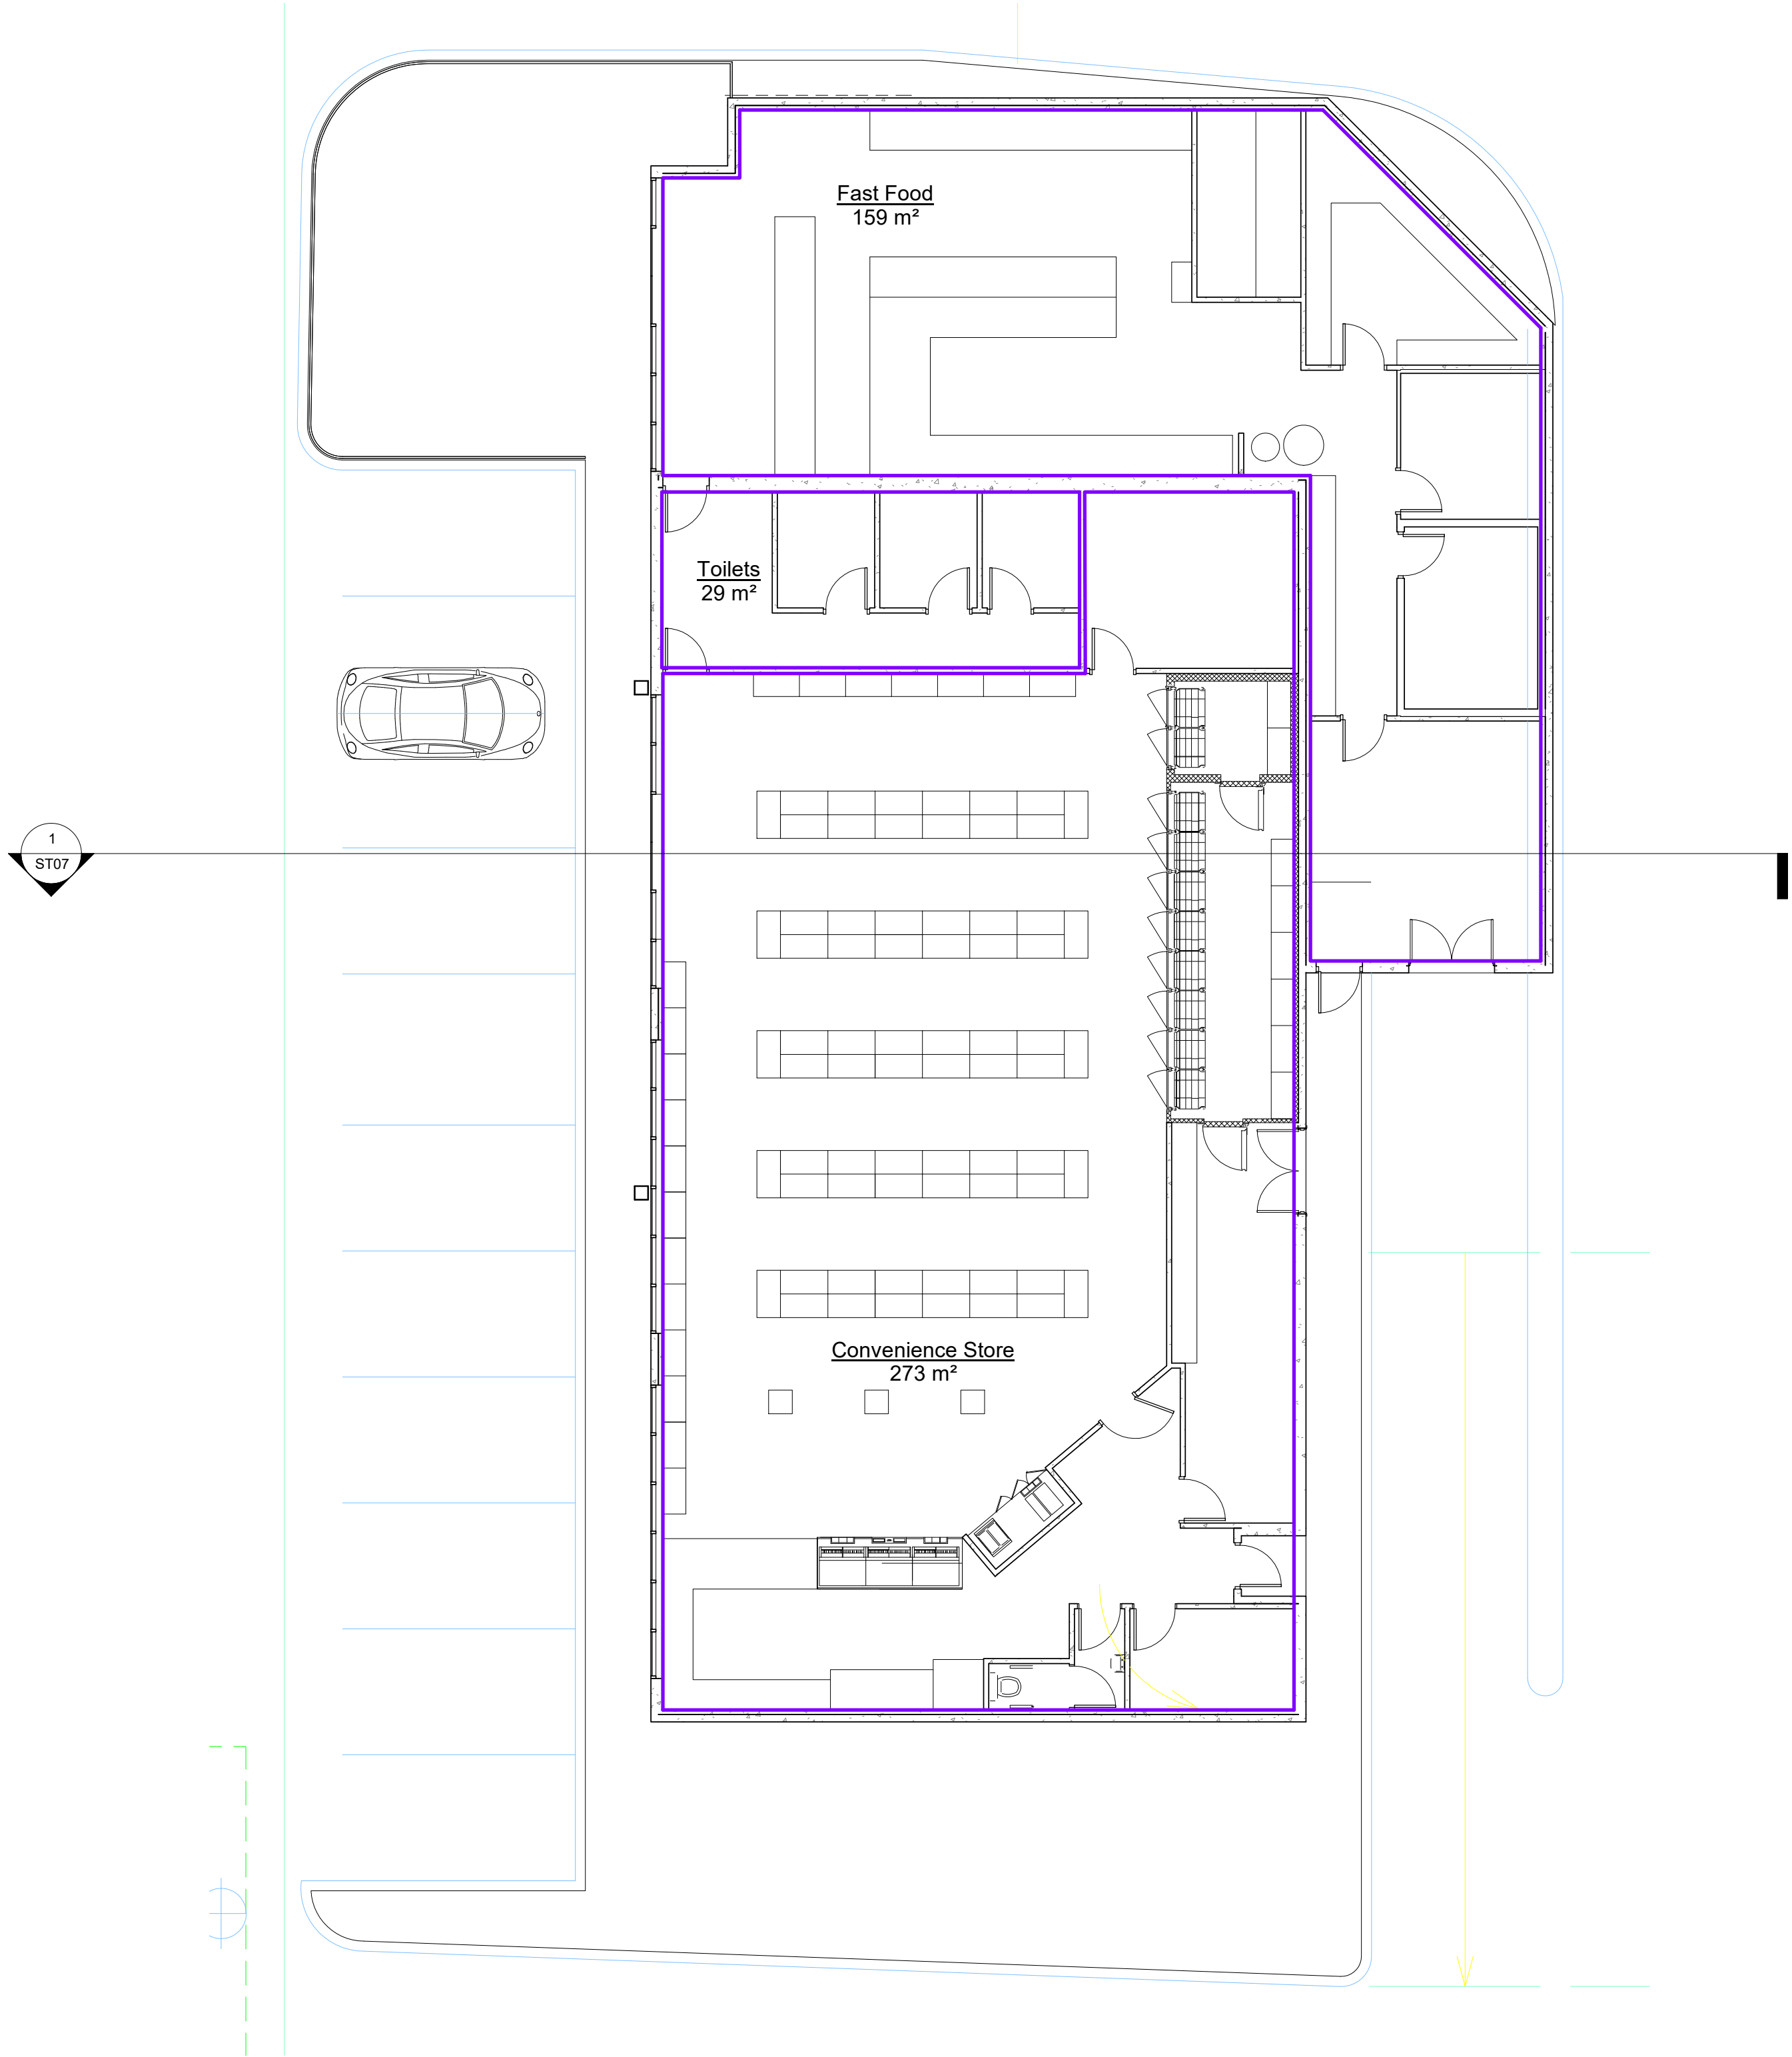 Fast Food
159 m²
Toilets
29 m²
1
ST07
Convenience Store
273 m²